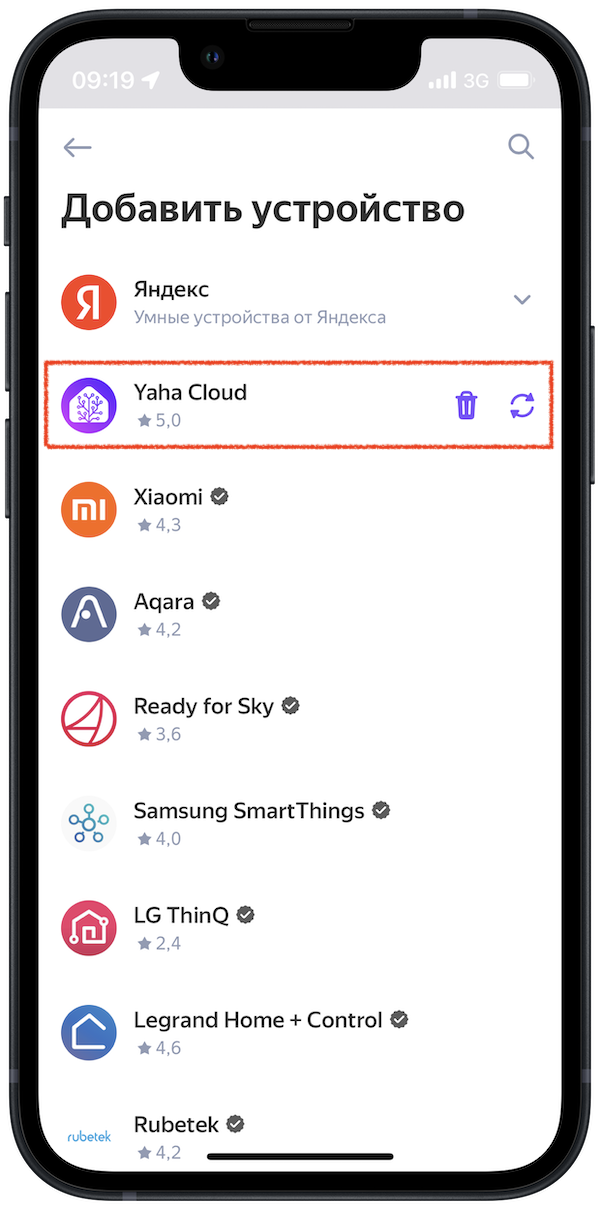 09:19 3G
Добавить устройство
Я
Яндекс
Умные устройства от Яндекса
Yaha Cloud
5,0
mi
Xiaomi
4,3
Aqara
4,2
Ready for Sky
3,6
Samsung SmartThings
4,0
LG ThinQ
2,4
Legrand Home + Control
4,6
rubetek
Rubetek
4,2